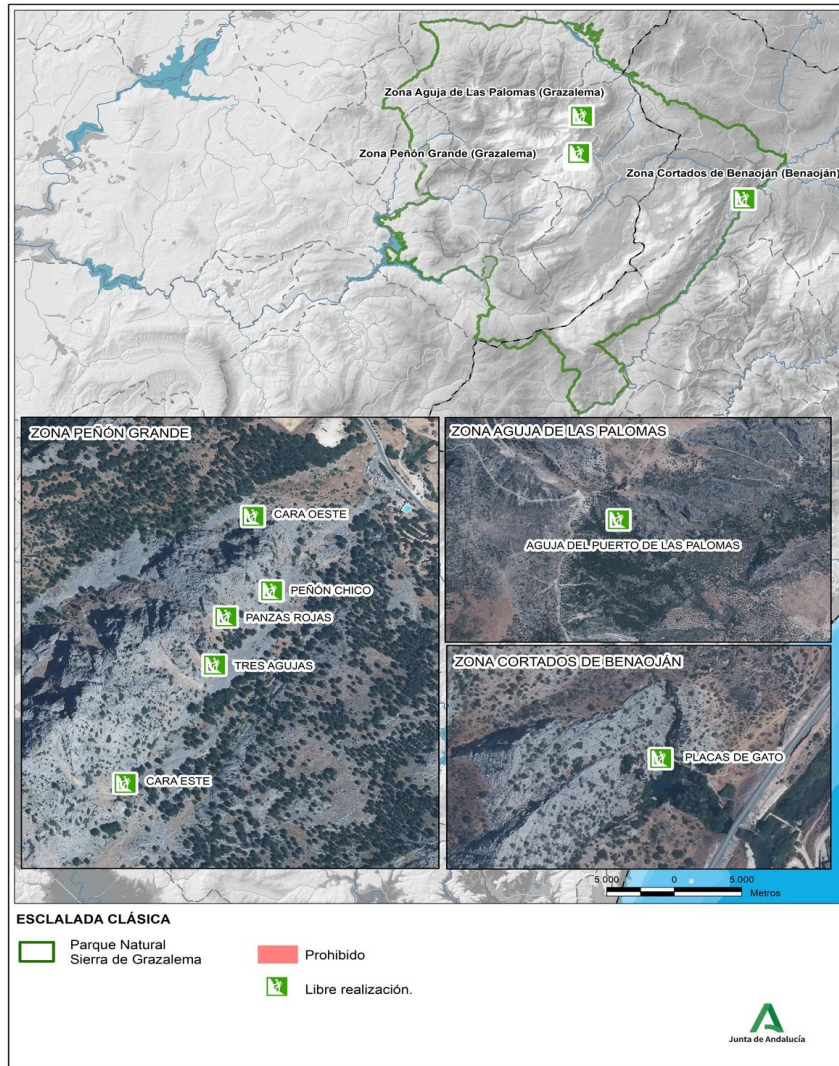 Zona Aguja de Las Palomas (Grazalema)
Zona Peñón Grande (Grazalema)
Zona Cortados de Benaoján (Benaoján)
ZONA PEÑÓN GRANDE
CARA OESTE
PEÑÓN CHICO
PANZAS ROJAS
TRES AGUJAS
CARA ESTE
ZONA AGUJA DE LAS PALOMAS
AGUJA DEL PUERTO DE LAS PALOMAS
ZONA CORTADOS DE BENAOJÁN
PLACAS DE GATO
5.000 0 5.000
Metros
ESCLALADA CLÁSICA
Parque Natural
Sierra de Grazalema
Prohibido
Libre realización.
Junta de Andalucía